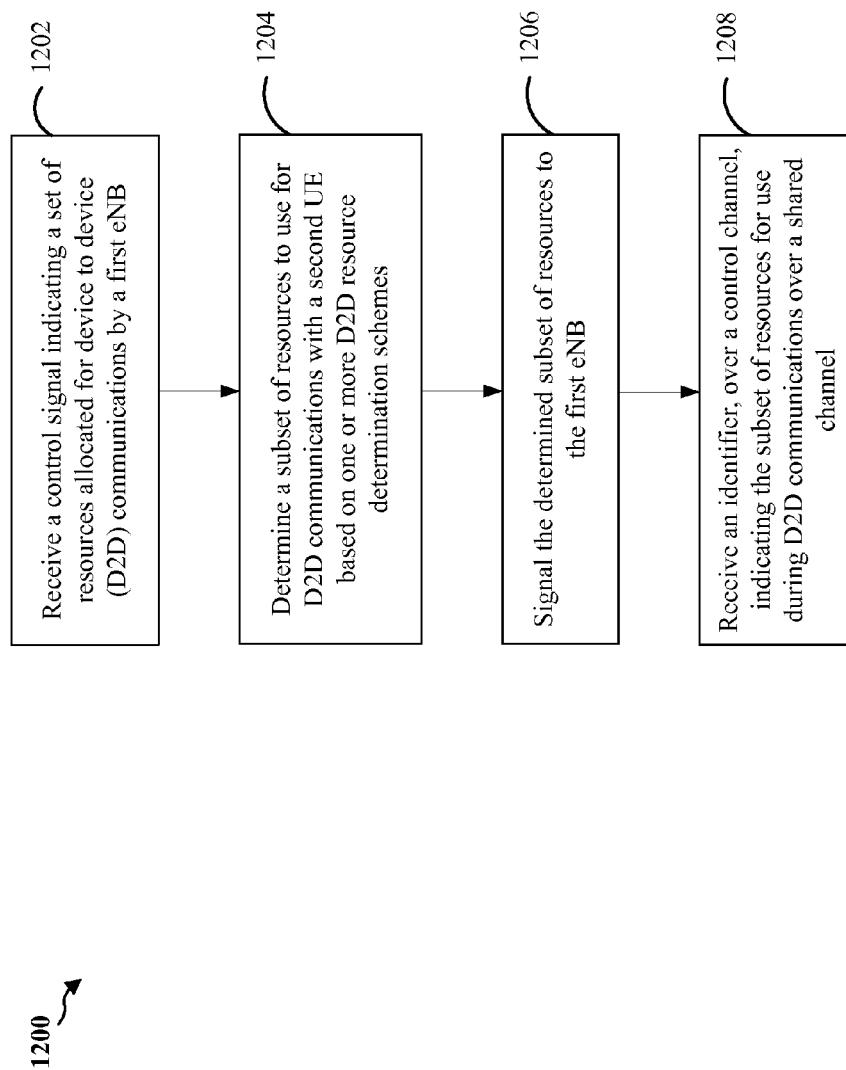 1200
Receive a control signal indicating a set of
resources allocated for device to device
(D2D) communications by a first eNB
1202
Determine a subset of resources to use for
D2D communications with a second UE
based on one or more D2D resource
determination schemes
1204
Signal the determined subset of resources to
the first eNB
1206
Receive an identifier, over a control channel,
indicating the subset of resources for use
during D2D communications over a shared
channel
1208